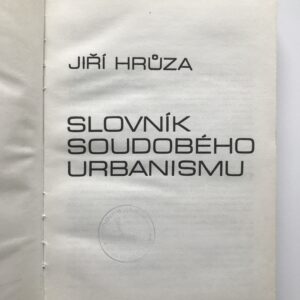 JIŘÍ HRŮZA
SLOVNÍK
SOUDOBÉHO
URBANISMU